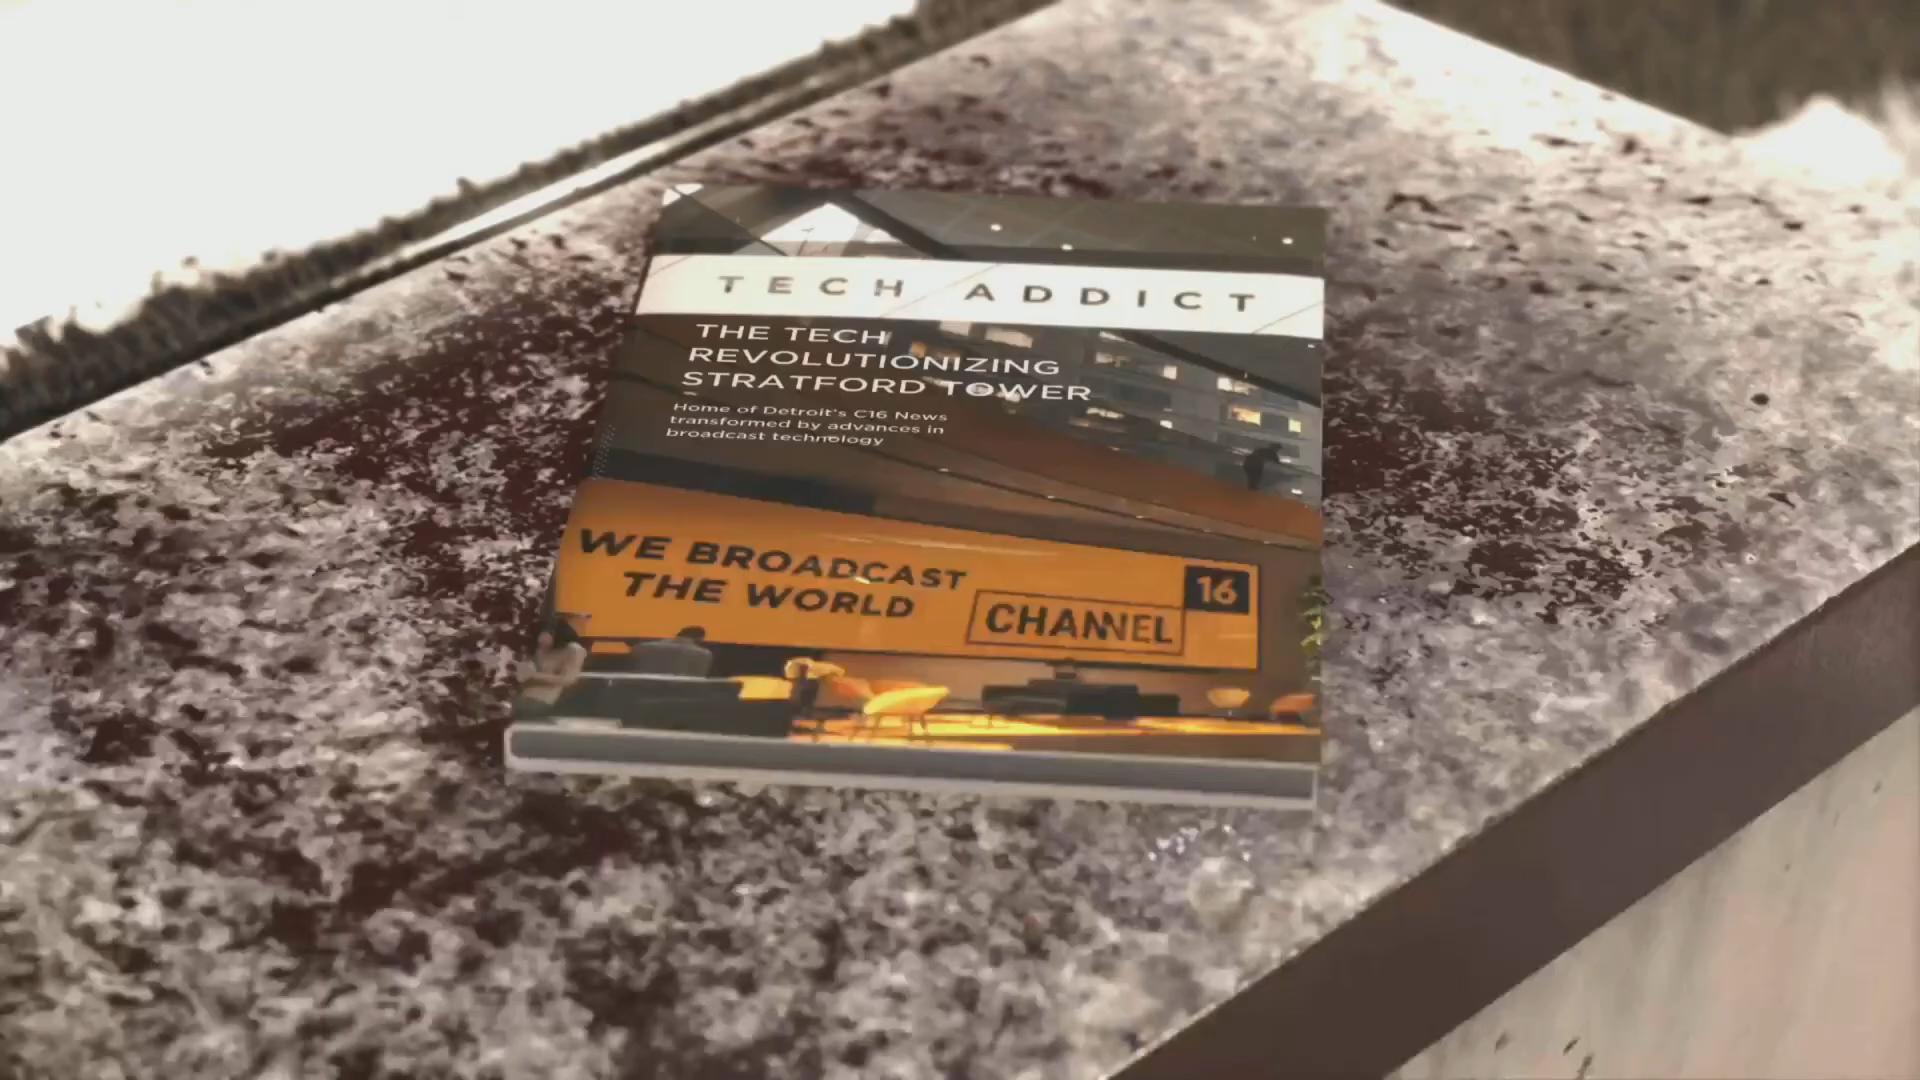 TECH ADDICT
THE TECH
REVOLUTIONIZING
STRATFORD TOWER
Home of Detroit's C16 News
transformed by advances in
broadcast technology
WE BROADCAST
THE WORLD
CHANNEL
16